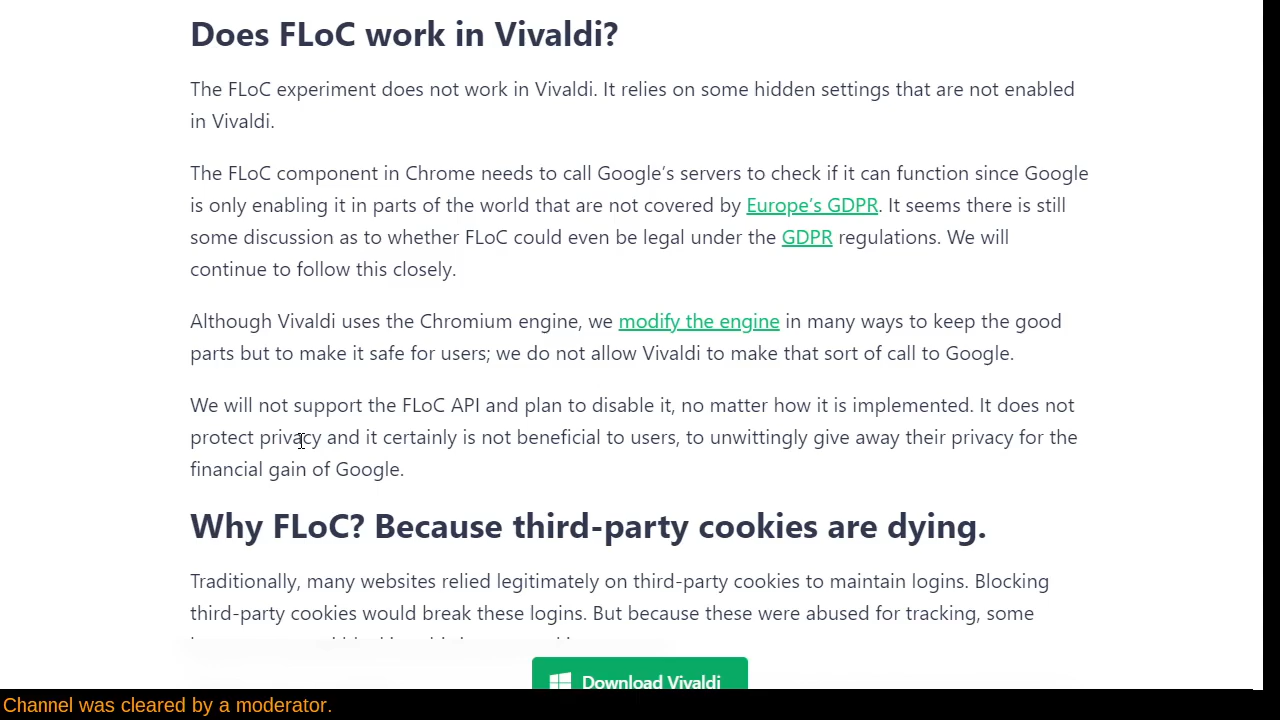 Does FLoC work in Vivaldi?
The FLoC experiment does not work in Vivaldi. It relies on some hidden settings that are not enabled
in Vivaldi.
The FLoC component in Chrome needs to call Google’s servers to check if it can function since Google
is only enabling it in parts of the world that are not covered by Europe’s GDPR. It seems there is still
some discussion as to whether FLoC could even be legal under the GDPR regulations. We will
continue to follow this closely.
Although Vivaldi uses the Chromium engine, we modify the engine in many ways to keep the good
parts but to make it safe for users; we do not allow Vivaldi to make that sort of call to Google.
We will not support the FLoC API and plan to disable it, no matter how it is implemented. It does not
protect privacy and it certainly is not beneficial to users, to unwittingly give away their privacy for the
financial gain of Google.
Why FLoC? Because third-party cookies are dying.
Traditionally, many websites relied legitimately on third-party cookies to maintain logins. Blocking
third-party cookies would break these logins. But because these were abused for tracking, some
Download Vivaldi
Channel was cleared by a moderator.